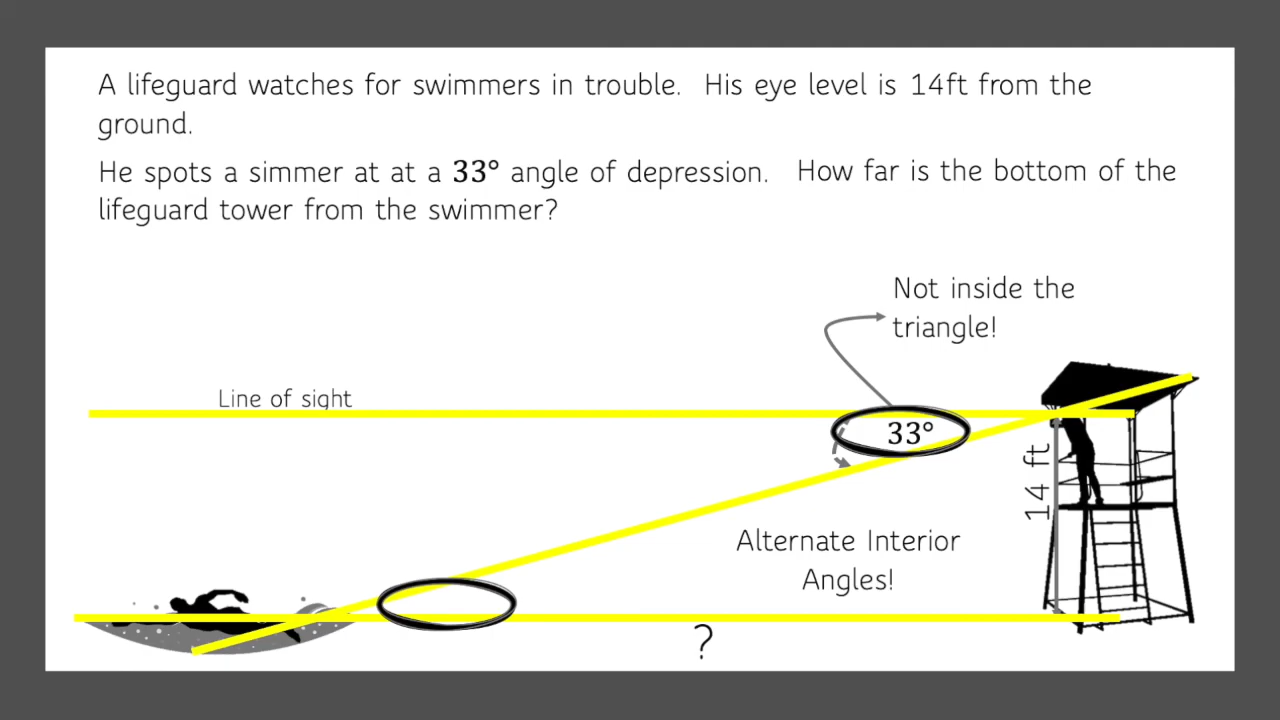 A lifeguard watches for swimmers in trouble. His eye level is 14ft from the
ground.
He spots a simmer at at a 33° angle of depression. How far is the bottom of the
lifeguard tower from the swimmer?
Not inside the
triangle!
Line of sight
33°
14 ft
Alternate Interior
Angles!
?